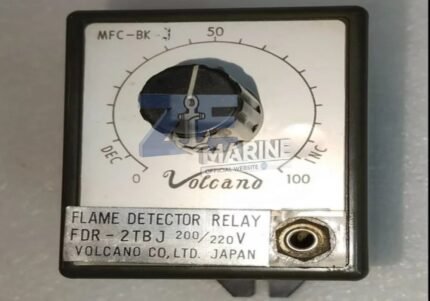 MFC-BK-J
50
DEC
INC
0
100
ZE
MARINE
OFFICIAL WEBSITE
Volcano
FLAME DETECTOR RELAY
FDR-2TBJ 200/220V
VOLCANO CO,LTD. JAPAN